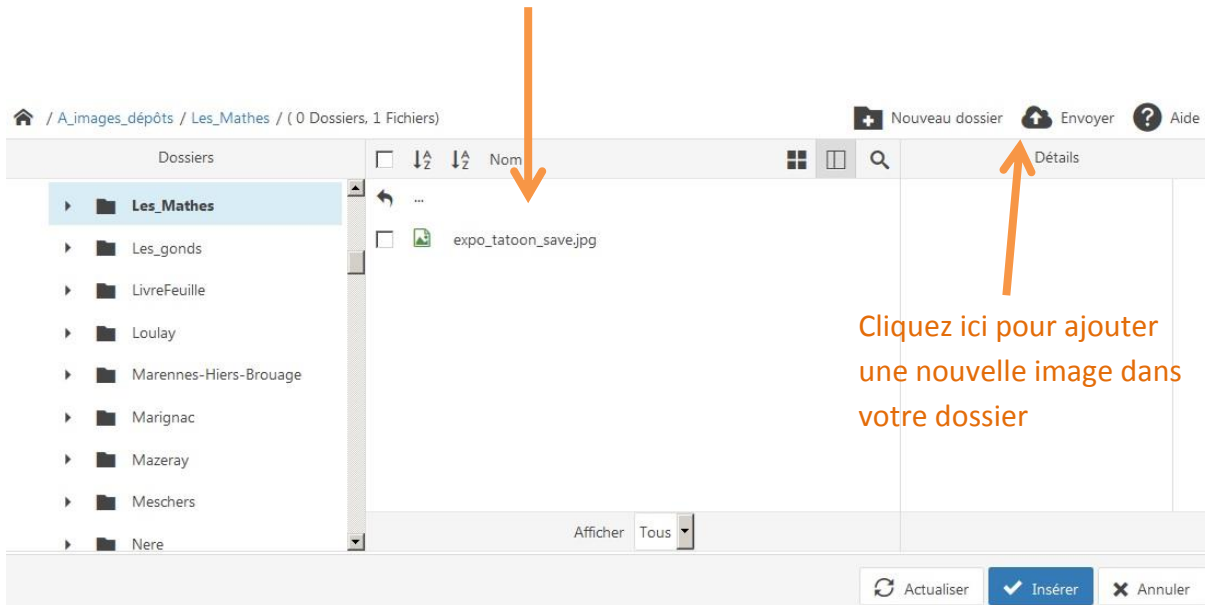 / A_images_dépôts / Les_Mathes / ( 0 Dossiers, 1 Fichiers)
Nouveau dossier
Envoyer
Aide
Dossiers
Nom
Détails
Les_Mathes
Les_gonds
LivreFeuille
Loulay
Marennes-Hiers-Brouage
Marignac
Mazeray
Meschers
Nere
...
expo_tatoon_save.jpg
Cliquez ici pour ajouter
une nouvelle image dans
votre dossier
Afficher Tous
Actualiser
Insérer
Annuler